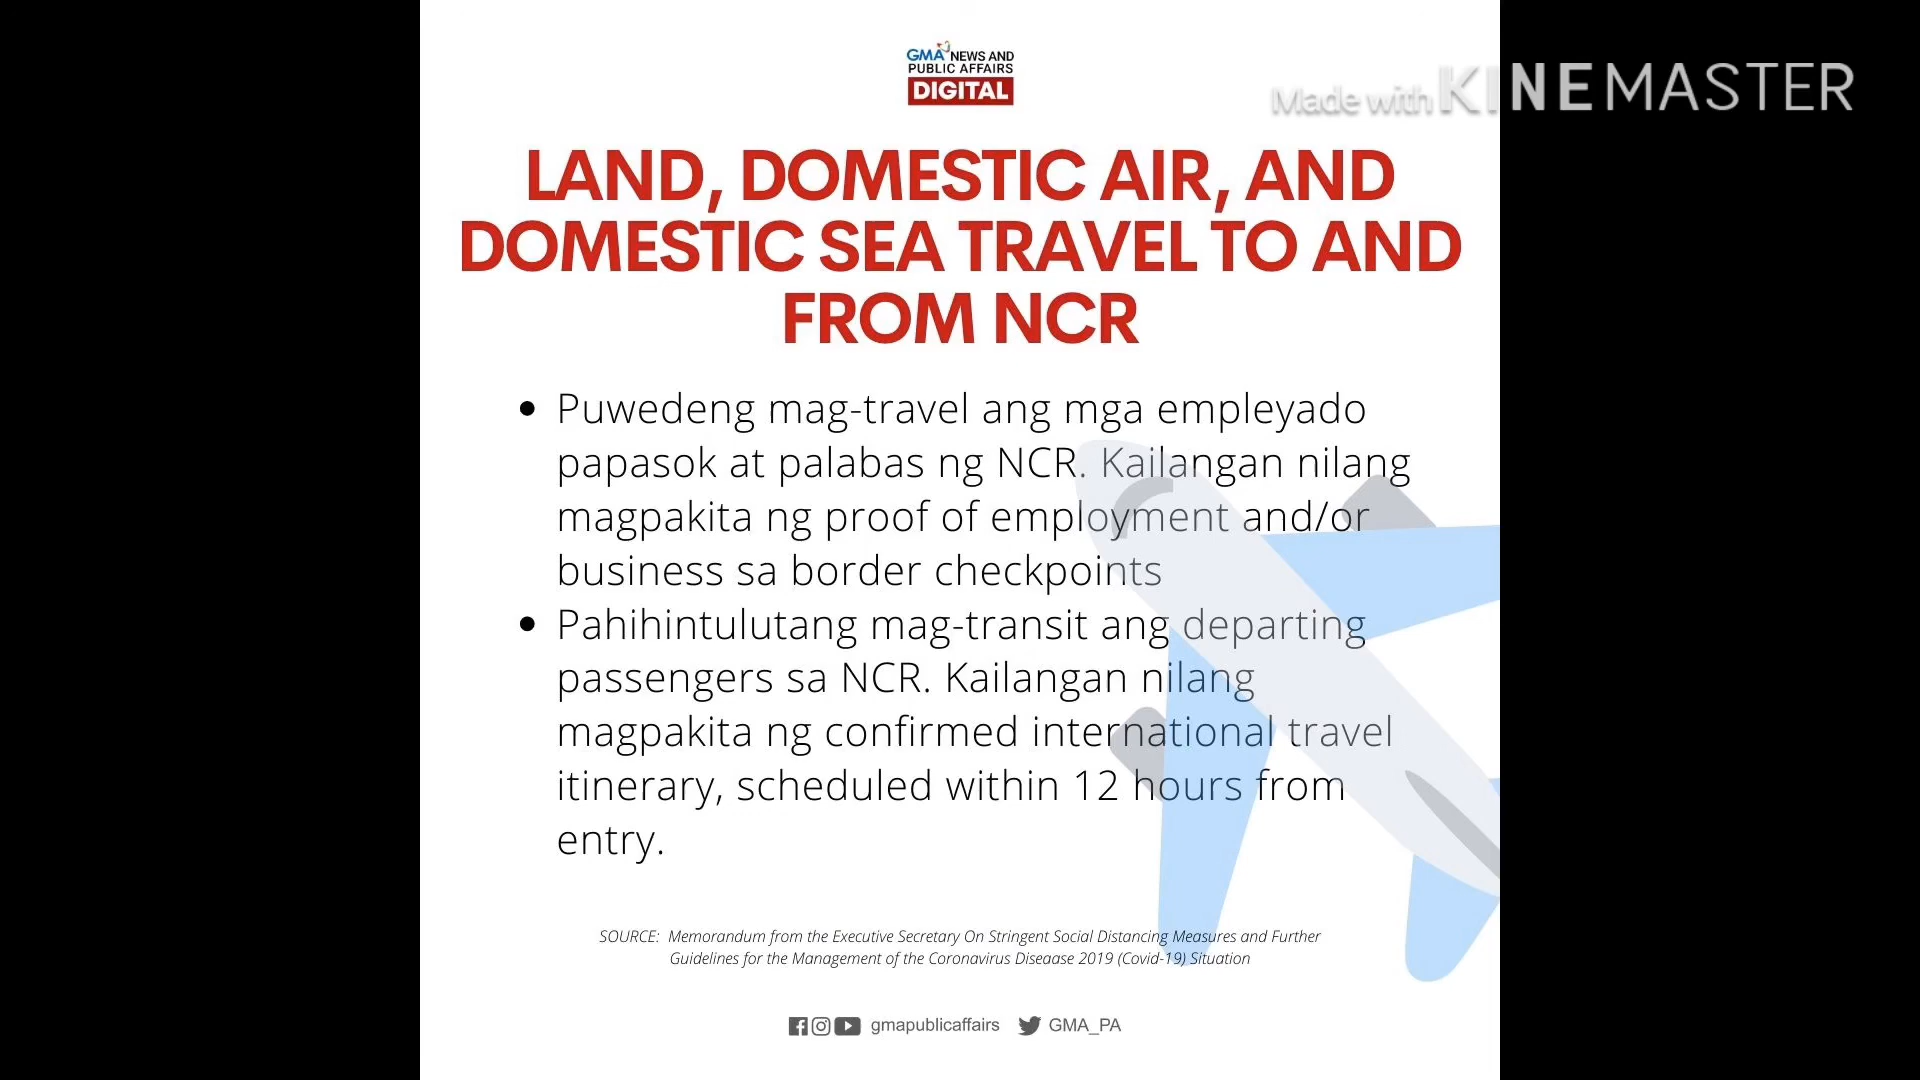 GMA NEWS AND
PUBLIC AFFAIRS
DIGITAL
Made with KINEMASTER
LAND, DOMESTIC AIR, AND
DOMESTIC SEA TRAVEL TO AND
FROM NCR
• Puwedeng mag-travel ang mga empleyado
papasok at palabas ng NCR. Kailangan nilang
magpakita ng proof of employment and/or
business sa border checkpoints
• Pahihintulutang mag-transit ang departing
passengers sa NCR. Kailangan nilang
magpakita ng confirmed international travel
itinerary, scheduled within 12 hours from
entry.
SOURCE: Memorandum from the Executive Secretary On Stringent Social Distancing Measures and Further
Guidelines for the Management of the Coronavirus Diseaase 2019 (Covid-19) Situation
gmapublicaffairs GMA_PA